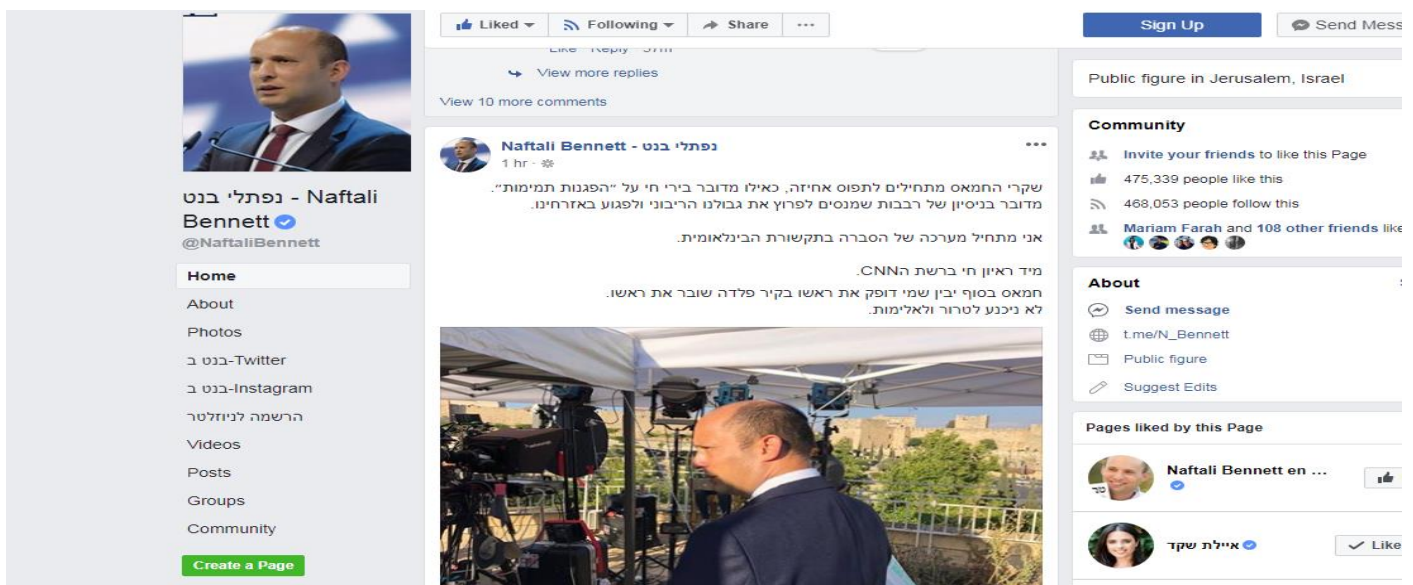 Liked
Following
Share
Sign Up
Send Mess
Like Reply 37m
View more replies
View 10 more comments
Naftali Bennett - נפתלי בנט
1 hr
שקרי החמאס מתחילים לתפוס אחיזה, כאילו מדובר בירי חי על "הפגנות תמימות".
מדובר בניסיון של רבבות שמנסים לפרוץ את גבולנו הריבוני ולפגוע באזרחינו.
אני מתחיל מערכה של הסברה בתקשורת הבינלאומית.
מיד ראיון חי ברשת הCNN.
חמאס בסוף יבין שמי דופק את ראשו בקיר פלדה שובר את ראשו.
לא ניכנע לטרור ולאלימות.
נפתלי בנט - Naftali
Bennett
@NaftaliBennett
Home
About
Photos
בנט ב-Twitter
בנט ב-Instagram
הרשמה לניוזלטר
Videos
Posts
Groups
Community
Create a Page
Public figure in Jerusalem, Israel
Community
Invite your friends to like this Page
475,339 people like this
468,053 people follow this
Mariam Farah and 108 other friends like
About
Send message
t.me/N_Bennett
Public figure
Suggest Edits
Pages liked by this Page
Naftali Bennett en ...
איילת שקד
Like